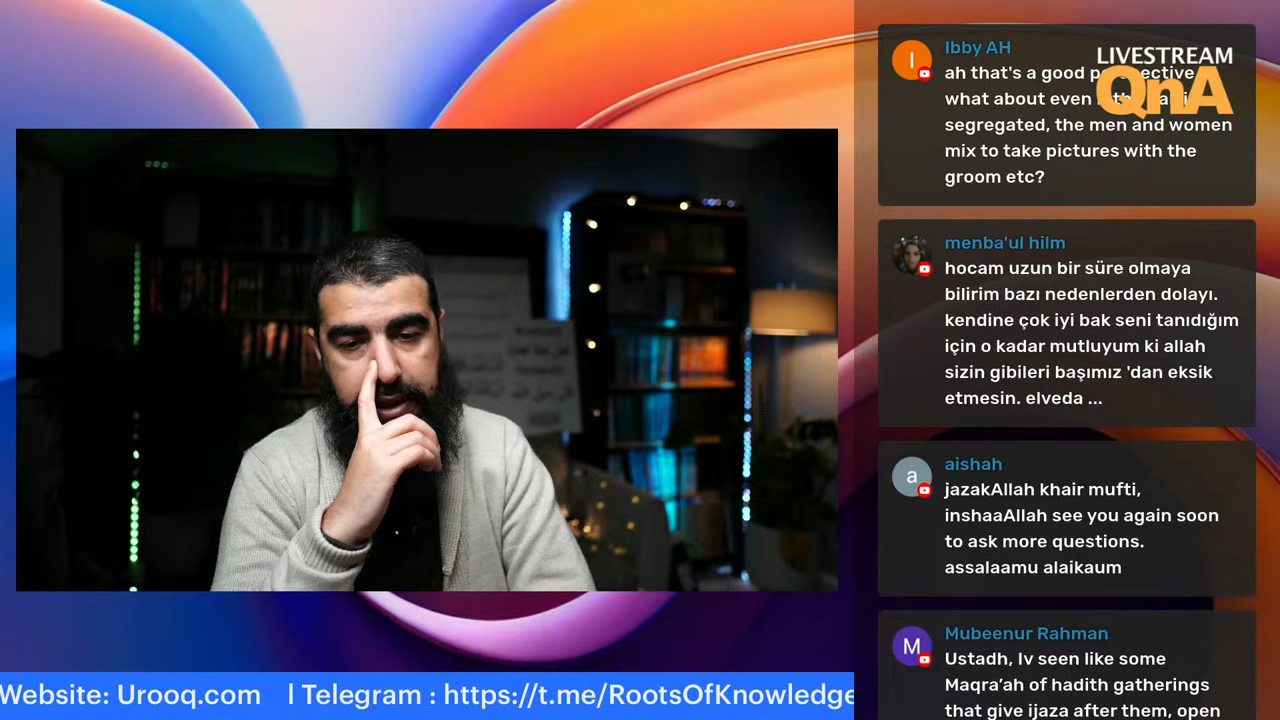 LIVESTREAM
QnA
I
Ibby AH
ah that's a good
what about even
segregated, the men and women
mix to take pictures with the
groom etc?
menba'ul hilm
hocam uzun bir süre olmaya
bilirim bazı nedenlerden dolayı.
kendine çok iyi bak seni tanıdığım
için o kadar mutluyum ki allah
sizin gibileri başımız 'dan eksik
etmesin. elveda ...
a
aishah
jazakAllah khair mufti,
inshaaAllah see you again soon
to ask more questions.
assalaamu alaikaum
M
Mubeenur Rahman
Ustadh, Iv seen like some
Maqra’ah of hadith gatherings
that give ijaza after them, open
Website: Urooq.com l Telegram : https://t.me/RootsOfKnowledge